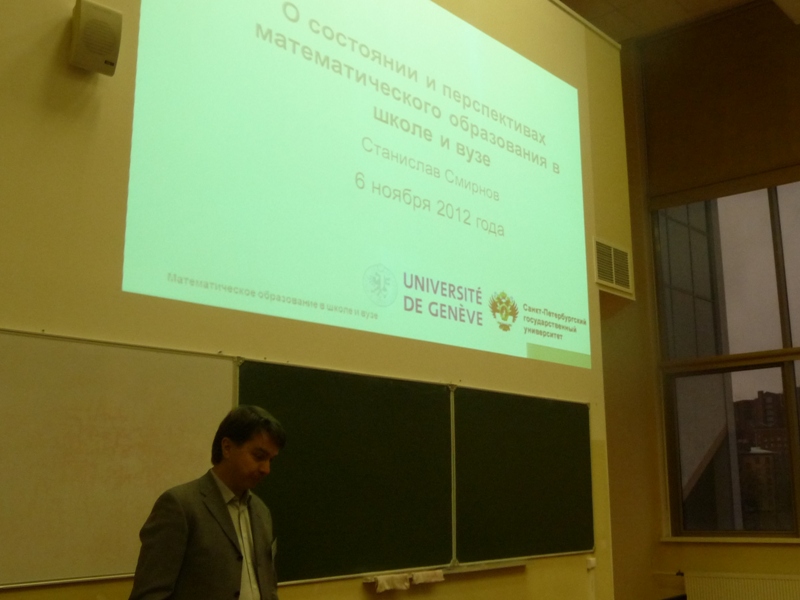 О состоянии и перспективах
математического образования в
школе и вузе
Станислав Смирнов
6 ноября 2012 года
Математическое образование в школе и вузе
UNIVERSITÉ
DE GENÈVE
Санкт-Петербургский
государственный
университет